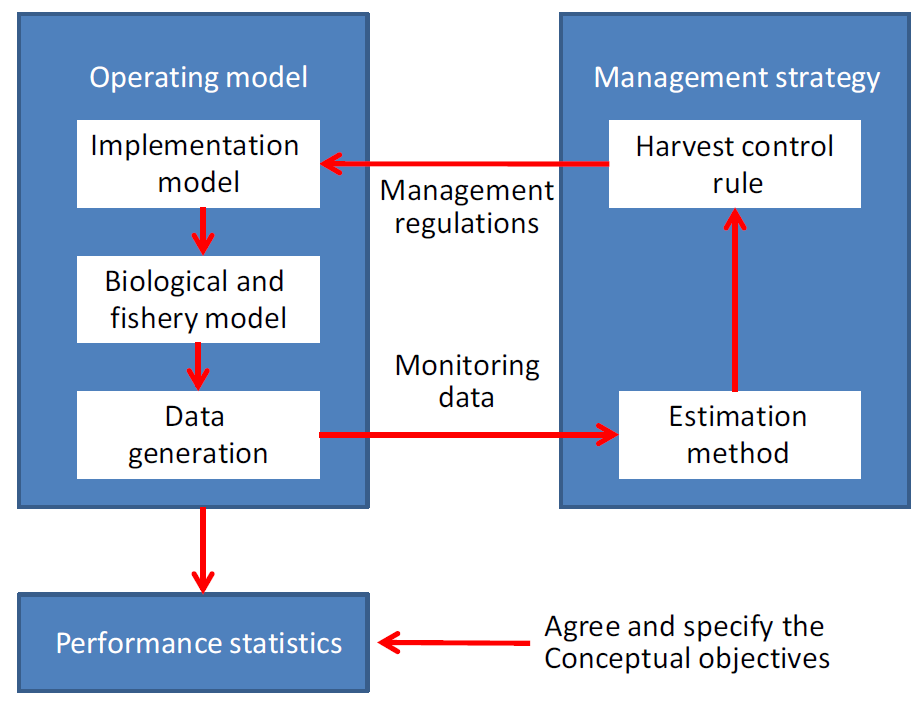 Operating model
Implementation
model
Biological and
fishery model
Data
generation
Management
regulations
Monitoring
data
Management strategy
Harvest control
rule
Estimation
method
Performance statistics
Agree and specify the
Conceptual objectives